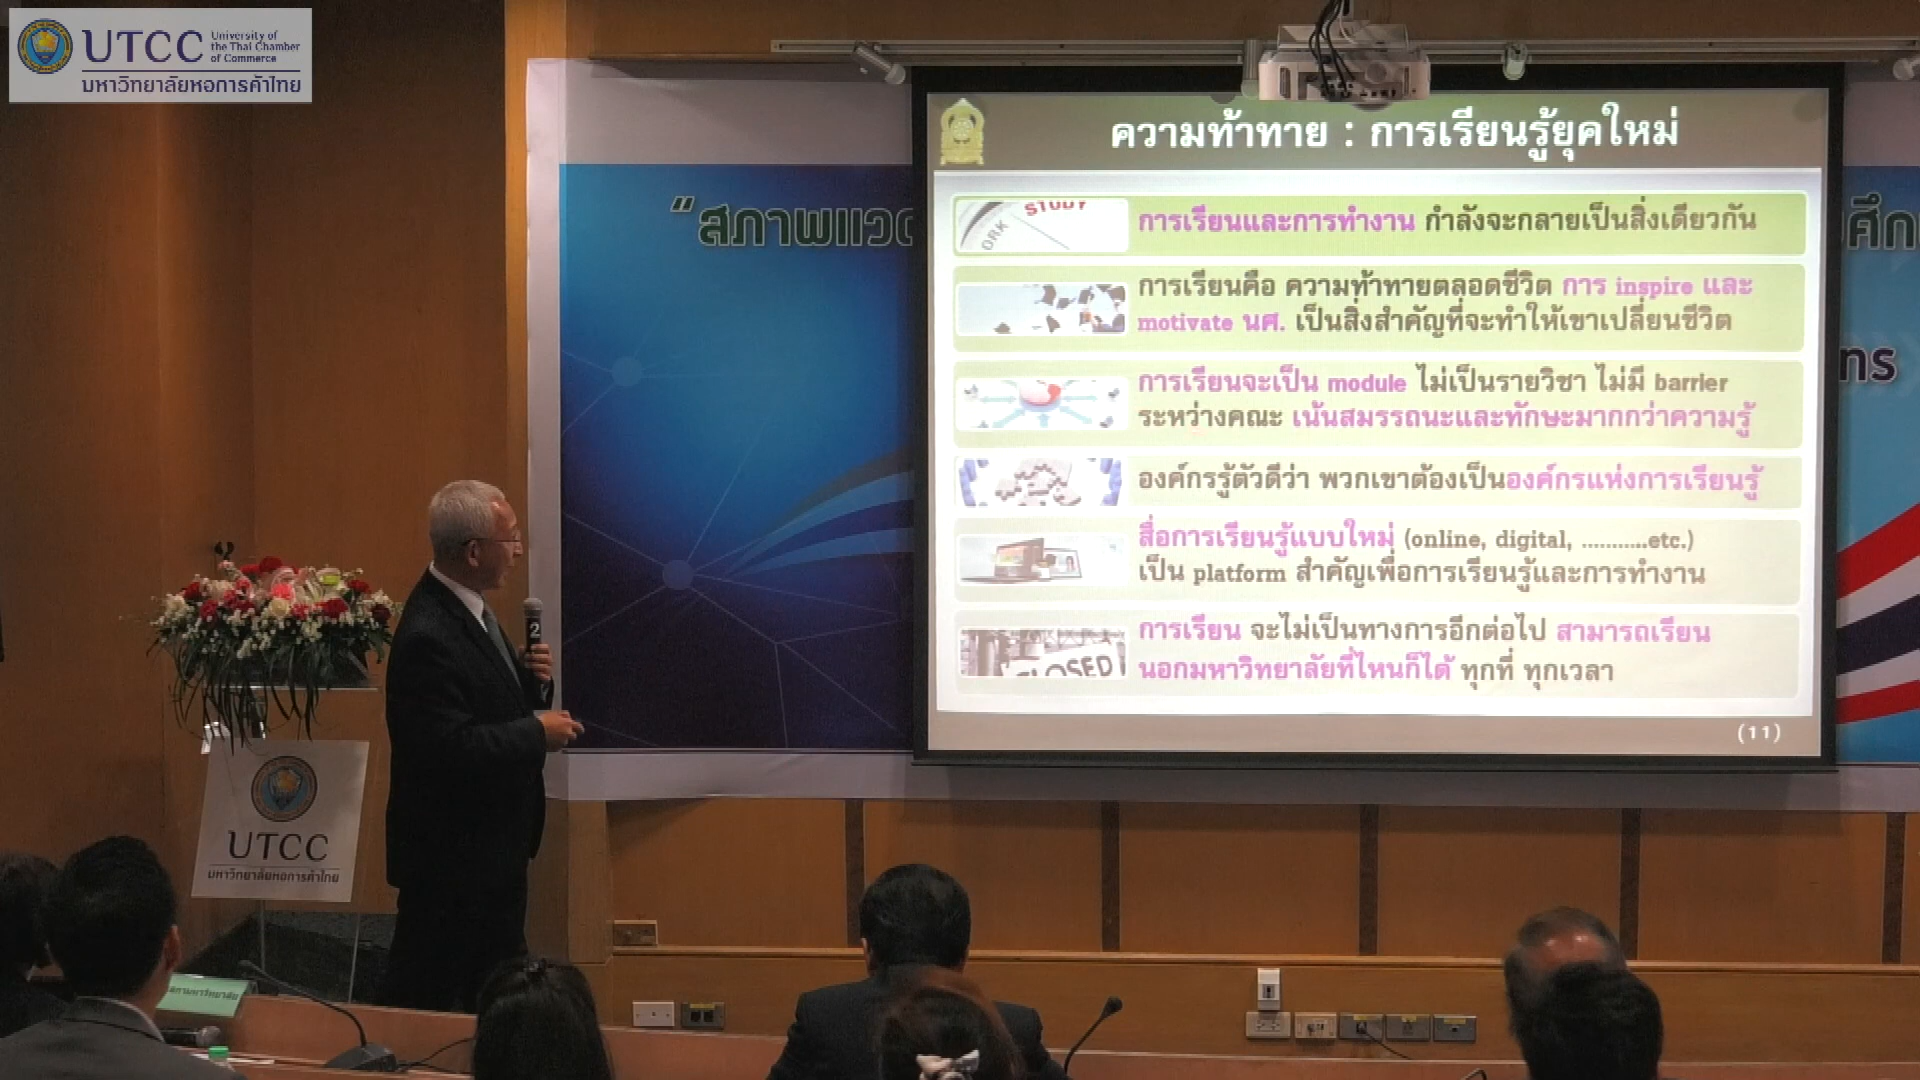 UTCC
University of
the Thai Chamber
of Commerce
มหาวิทยาลัยหอการค้าไทย
ความท้าทาย : การเรียนรู้ยุคใหม่
STUDY
การเรียนและการทำงาน กำลังจะกลายเป็นสิ่งเดียวกัน
การเรียนคือ ความท้าทายตลอดชีวิต การ inspire และ
motivate นศ. เป็นสิ่งสำคัญที่จะทำให้เขาเปลี่ยนชีวิต
การเรียนจะเป็น module ไม่เป็นรายวิชา ไม่มี barrier
ระหว่างคณะ เน้นสมรรถนะและทักษะมากกว่าความรู้
องค์กรรู้ตัวดีว่า พวกเขาต้องเป็นองค์กรแห่งการเรียนรู้
สื่อการเรียนรู้แบบใหม่ (online, digital, ...........etc.)
เป็น platform สำคัญเพื่อการเรียนรู้และการทำงาน
การเรียน จะไม่เป็นทางการอีกต่อไป สามารถเรียน
นอกมหาวิทยาลัยที่ไหนก็ได้ ทุกที่ ทุกเวลา
(11)
"สภาพแวด
2
UTCC
มหาวิทยาลัยหอการค้าไทย
สภามหาวิทยาลัย